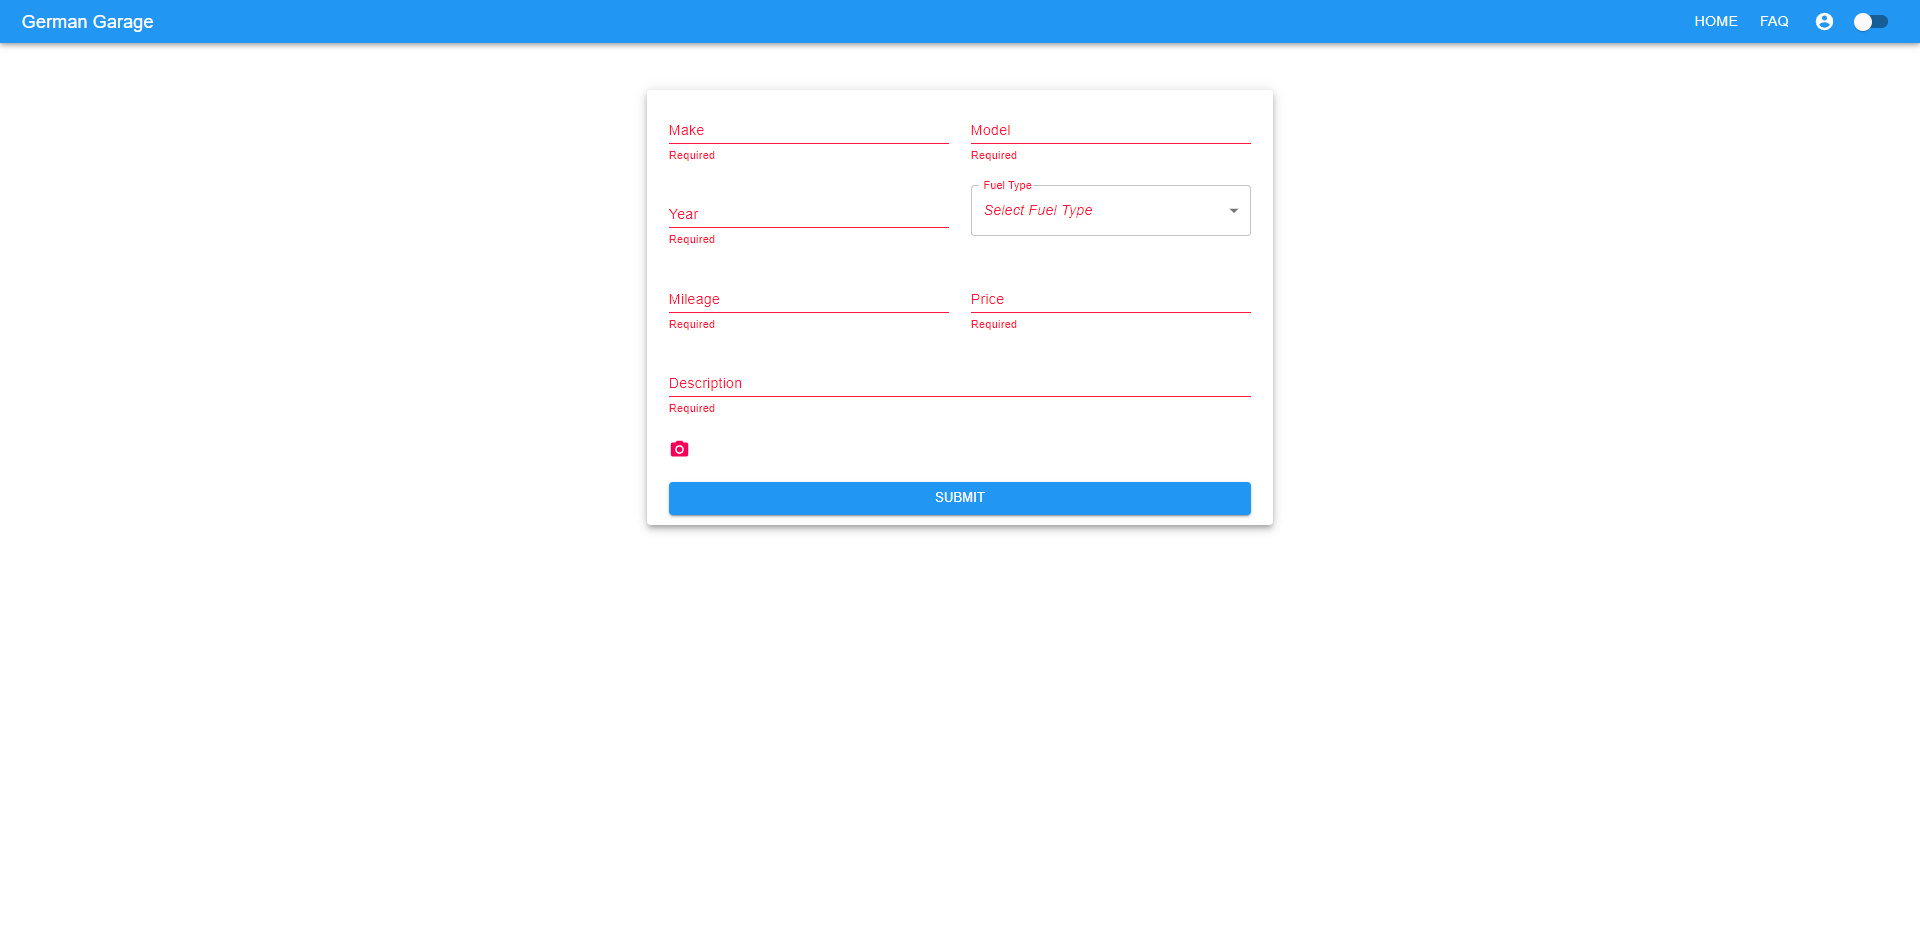 German Garage
HOME FAQ
Make Model
Required Required
Fuel Type
Year Select Fuel Type
Required
Mileage Price
Required Required
Description
Required
SUBMIT